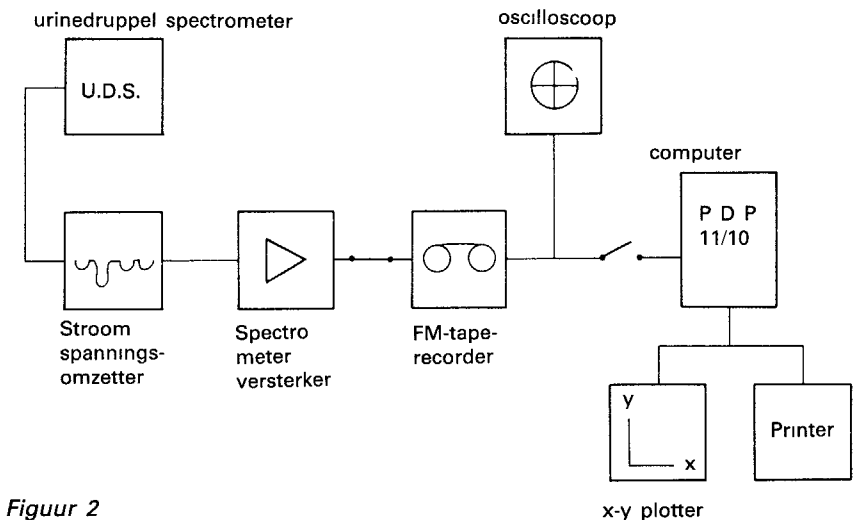 urinedruppel spectrometer
U.D.S.
oscilloscoop
computer
P D P
11/10
Stroom
spannings-
omzetter
Spectro
meter
versterker
FM-tape-
recorder
y
x
Printer
x-y plotter
Figuur 2